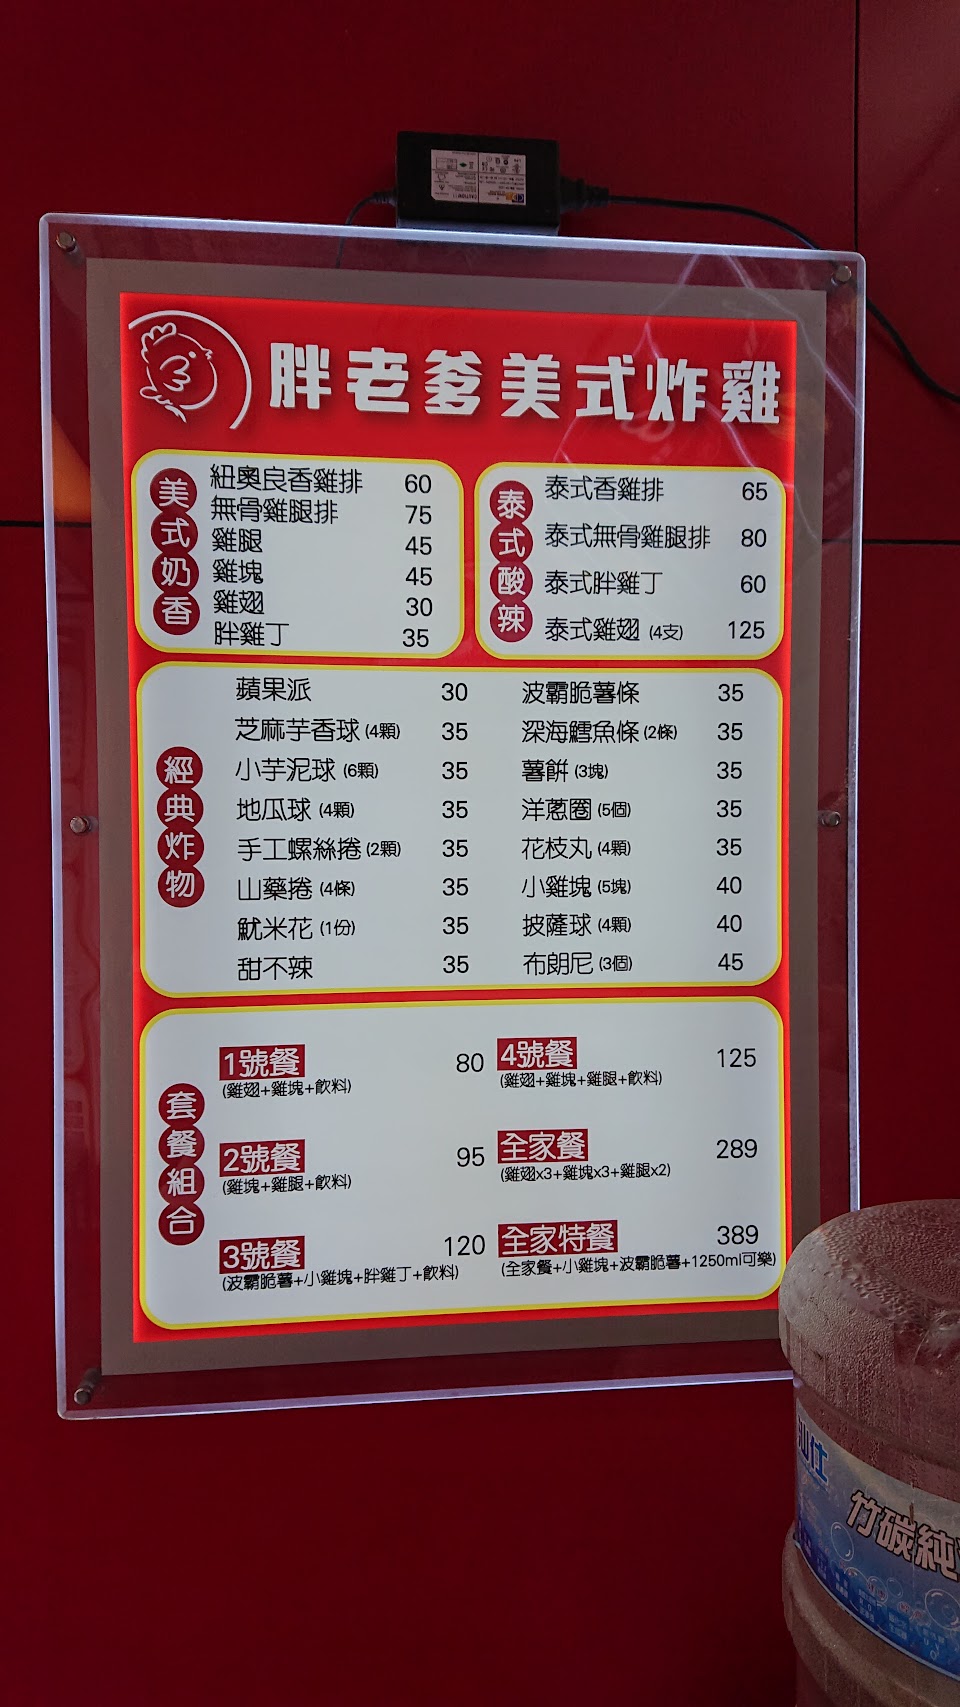 CAUTION
胖老爹美式炸雞
美式奶香
紐奧良香雞排 60
無骨雞腿排 75
雞腿 45
雞塊 45
雞翅 30
胖雞丁 35
泰式酸辣
泰式香雞排 65
泰式無骨雞腿排 80
泰式胖雞丁 60
泰式雞翅 (4支) 125
經典炸物
蘋果派 30
芝麻芋香球 (4顆) 35
小芋泥球 (6顆) 35
地瓜球 (4顆) 35
手工螺絲捲 (2顆) 35
山藥捲 (4條) 35
魷米花 (1份) 35
甜不辣 35
波霸脆薯條 35
深海鱈魚條 (2條) 35
薯餅 (3塊) 35
洋蔥圈 (5個) 35
花枝丸 (4顆) 35
小雞塊 (5塊) 40
披薩球 (4顆) 40
布朗尼 (3個) 45
套餐組合
1號餐 80
(雞翅+雞塊+飲料)
2號餐 95
(雞塊+雞腿+飲料)
3號餐 120
(波霸脆薯+小雞塊+胖雞丁+飲料)
4號餐 125
(雞翅+雞塊+雞腿+飲料)
全家餐 289
(雞翅x3+雞塊x3+雞腿x2)
全家特餐 389
(全家餐+小雞塊+波霸脆薯+1250ml可樂)
竹碳純